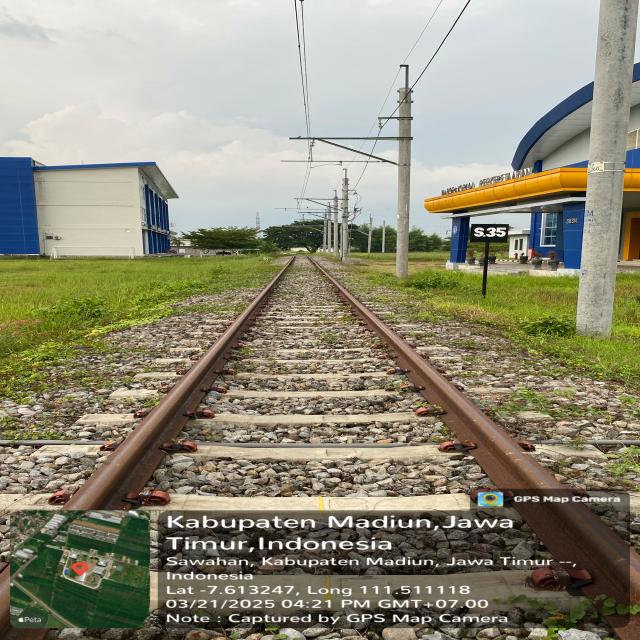 S.35
GPS Map Camera
Kabupaten Madiun,Jawa
Timur,Indonesia
Sawahan, Kabupaten Madiun, Jawa Timur --,
Indonesia
Lat -7.613247, Long 111.511118
03/21/2025 04:21 PM GMT+07.00
Note : Captured by GPS Map Camera
Peta